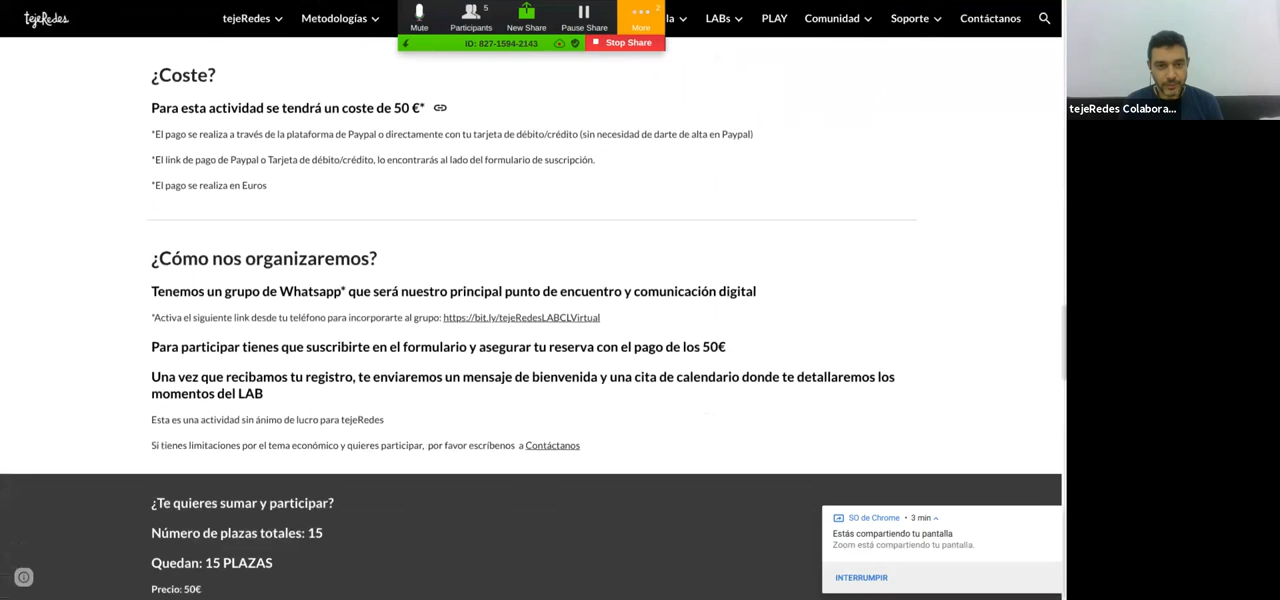 tejeRedes
tejeRedes
Metodologías
la
LABs
PLAY
Comunidad
Soporte
Contáctanos
Mute
Participants
5
New Share
Pause Share
More
2
ID: 827-1594-2143
Stop Share
tejeRedes Colabora...
¿Coste?
Para esta actividad se tendrá un coste de 50 €*
*El pago se realiza a través de la plataforma de Paypal o directamente con tu tarjeta de débito/crédito (sin necesidad de darte de alta en Paypal)
*El link de pago de Paypal o Tarjeta de débito/crédito, lo encontrarás al lado del formulario de suscripción.
*El pago se realiza en Euros
¿Cómo nos organizaremos?
Tenemos un grupo de Whatsapp* que será nuestro principal punto de encuentro y comunicación digital
*Activa el siguiente link desde tu teléfono para incorporarte al grupo: https://bit.ly/tejeRedesLABCLVirtual
Para participar tienes que suscribirte en el formulario y asegurar tu reserva con el pago de los 50€
Una vez que recibamos tu registro, te enviaremos un mensaje de bienvenida y una cita de calendario donde te detallaremos los
momentos del LAB
Esta es una actividad sin ánimo de lucro para tejeRedes
Si tienes limitaciones por el tema económico y quieres participar, por favor escríbenos a Contáctanos
¿Te quieres sumar y participar?
Número de plazas totales: 15
Quedan: 15 PLAZAS
Precio: 50€
SO de Chrome • 3 min
Estás compartiendo tu pantalla
Zoom está compartiendo tu pantalla.
INTERRUMPIR